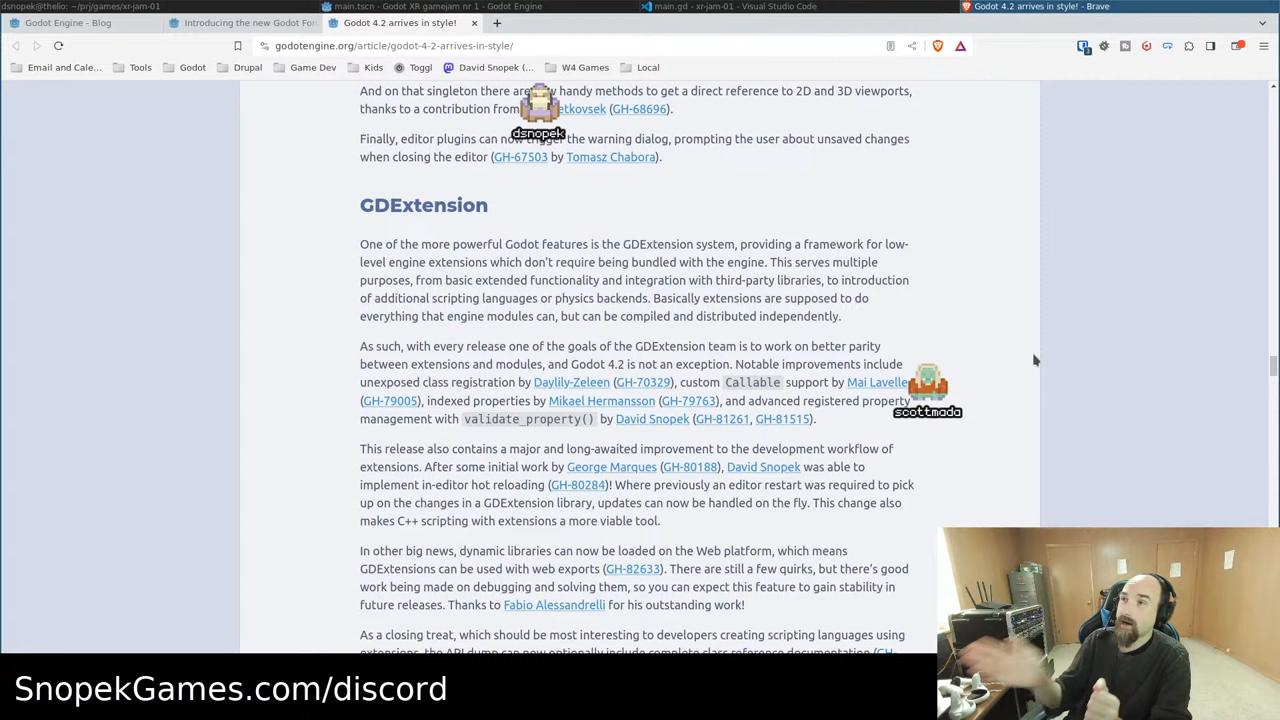 dsnopek@thelio: ~/prj/games/xr-jam-01
main.tscn - Godot XR gamejam nr 1 - Godot Engine
main.gd - xr-jam-01 - Visual Studio Code
Godot 4.2 arrives in style! - Brave
Godot Engine - Blog
Introducing the new Godot For
Godot 4.2 arrives in style!
godotengine.org/article/godot-4-2-arrives-in-style/
Email and Cale...
Tools
Godot
Drupal
Game Dev
Kids
Toggl
David Snopek (...
W4 Games
Local
And on that singleton there are handy methods to get a direct reference to 2D and 3D viewports,
thanks to a contribution from etkovsek (GH-68696).
dsnopek
Finally, editor plugins can now trigger the warning dialog, prompting the user about unsaved changes
when closing the editor (GH-67503 by Tomasz Chabora).
GDExtension
One of the more powerful Godot features is the GDExtension system, providing a framework for low-
level engine extensions which don't require being bundled with the engine. This serves multiple
purposes, from basic extended functionality and integration with third-party libraries, to introduction
of additional scripting languages or physics backends. Basically extensions are supposed to do
everything that engine modules can, but can be compiled and distributed independently.
As such, with every release one of the goals of the GDExtension team is to work on better parity
between extensions and modules, and Godot 4.2 is not an exception. Notable improvements include
unexposed class registration by Daylily-Zeleen (GH-70329), custom Callable support by Mai Lavelle
(GH-79005), indexed properties by Mikael Hermansson (GH-79763), and advanced registered property
management with validate_property() by David Snopek (GH-81261, GH-81515).
scottmada
This release also contains a major and long-awaited improvement to the development workflow of
extensions. After some initial work by George Marques (GH-80188), David Snopek was able to
implement in-editor hot reloading (GH-80284)! Where previously an editor restart was required to pick
up on the changes in a GDExtension library, updates can now be handled on the fly. This change also
makes C++ scripting with extensions a more viable tool.
In other big news, dynamic libraries can now be loaded on the Web platform, which means
GDExtensions can be used with web exports (GH-82633). There are still a few quirks, but there's good
work being made on debugging and solving them, so you can expect this feature to gain stability in
future releases. Thanks to Fabio Alessandrelli for his outstanding work!
As a closing treat, which should be most interesting to developers creating scripting languages using
extensions, the API dump can now optionally include complete class reference documentation (GH-
SnopekGames.com/discord